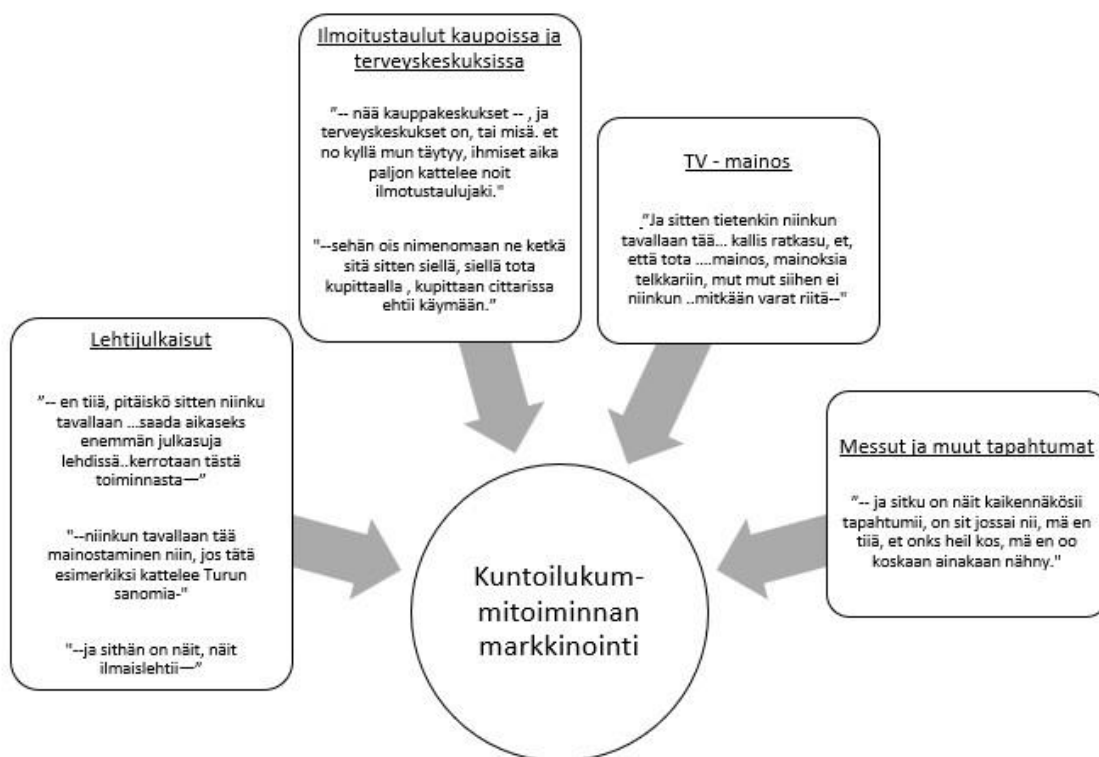 Lehtijulkaisut
"-- en tiiä, pitäiskö sitten niinku
tavallaan ...saada aikaseks
enemmän julkasuja
lehdissä..kerrotaan tästä
toiminnasta—"
"--niinkun tavallaan tää
mainostaminen niin, jos tätä
esimerkiksi kattelee Turun
sanomia-"
"--ja sithän on näit, näit
ilmaislehtii—"
Ilmoitustaulut kaupoissa ja
terveyskeskuksissa
"-- nää kauppakeskukset -- , ja
terveyskeskukset on, tai misä. et
no kyllä mun täytyy, ihmiset aika
paljon kattelee noit
ilmotustaulujaki."
"--sehän ois nimenomaan ne ketkä
sitä sitten siellä, siellä tota
kupittaalla , kupittaan cittarissa
ehtii käymään."
TV - mainos
."Ja sitten tietenkin niinkun
tavallaan tää... kallis ratkasu, et,
että tota ....mainos, mainoksia
telkkariin, mut mut siihen ei
niinkun ..mitkään varat riitä--"
Messut ja muut tapahtumat
"-- ja sitku on näit kaikennäkösii
tapahtumii, on sit jossai nii, mä en
tiiä, et onks heil kos, mä en oo
koskaan ainakaan nähny."
Kuntoilukum-
mitoiminnan
markkinointi